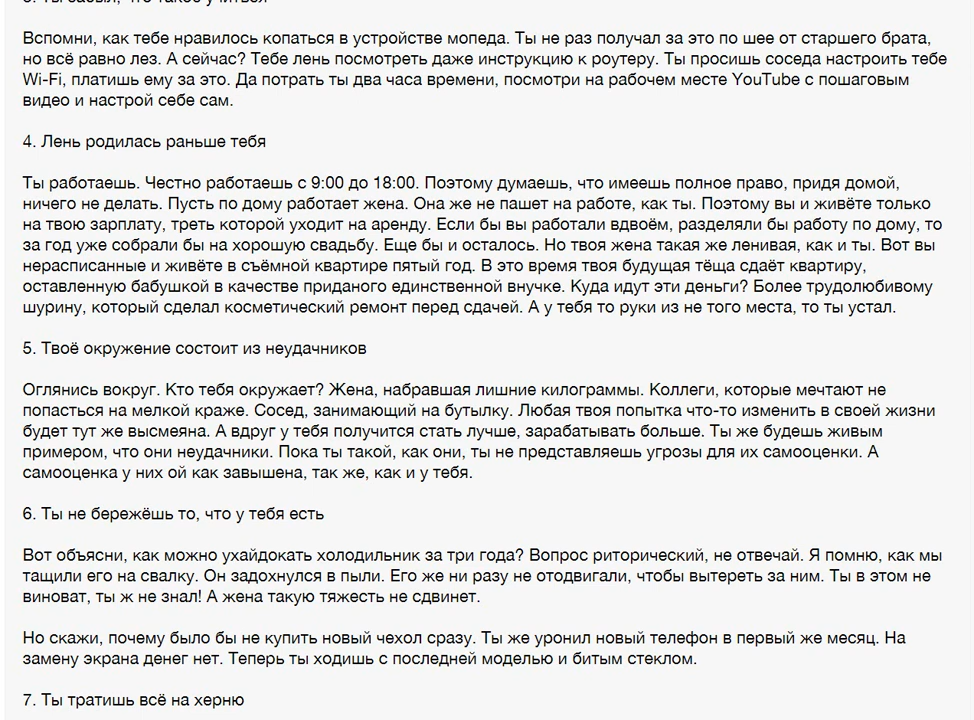 3. Ты забыл, что такое учиться
Вспомни, как тебе нравилось копаться в устройстве мопеда. Ты не раз получал за это по шее от старшего брата,
но всё равно лез. А сейчас? Тебе лень посмотреть даже инструкцию к роутеру. Ты просишь соседа настроить тебе
Wi-Fi, платишь ему за это. Да потрать ты два часа времени, посмотри на рабочем месте YouTube с пошаговым
видео и настрой себе сам.
4. Лень родилась раньше тебя
Ты работаешь. Честно работаешь с 9:00 до 18:00. Поэтому думаешь, что имеешь полное право, придя домой,
ничего не делать. Пусть по дому работает жена. Она же не пашет на работе, как ты. Поэтому вы и живёте только
на твою зарплату, треть которой уходит на аренду. Если бы вы работали вдвоём, разделяли бы работу по дому, то
за год уже собрали бы на хорошую свадьбу. Еще бы и осталось. Но твоя жена такая же ленивая, как и ты. Вот вы
нерасписанные и живёте в съёмной квартире пятый год. В это время твоя будущая тёща сдаёт квартиру,
оставленную бабушкой в качестве приданого единственной внучке. Куда идут эти деньги? Более трудолюбивому
шурину, который сделал косметический ремонт перед сдачей. А у тебя то руки из не того места, то ты устал.
5. Твоё окружение состоит из неудачников
Оглянись вокруг. Кто тебя окружает? Жена, набравшая лишние килограммы. Коллеги, которые мечтают не
попасться на мелкой краже. Сосед, занимающий на бутылку. Любая твоя попытка что-то изменить в своей жизни
будет тут же высмеяна. А вдруг у тебя получится стать лучше, зарабатывать больше. Ты же будешь живым
примером, что они неудачники. Пока ты такой, как они, ты не представляешь угрозы для их самооценки. А
самооценка у них ой как завышена, так же, как и у тебя.
6. Ты не бережёшь то, что у тебя есть
Вот объясни, как можно ухайдокать холодильник за три года? Вопрос риторический, не отвечай. Я помню, как мы
тащили его на свалку. Он задохнулся в пыли. Его же ни разу не отодвигали, чтобы вытереть за ним. Ты в этом не
виноват, ты ж не знал! А жена такую тяжесть не сдвинет.
Но скажи, почему было бы не купить новый чехол сразу. Ты же уронил новый телефон в первый же месяц. На
замену экрана денег нет. Теперь ты ходишь с последней моделью и битым стеклом.
7. Ты тратишь всё на херню